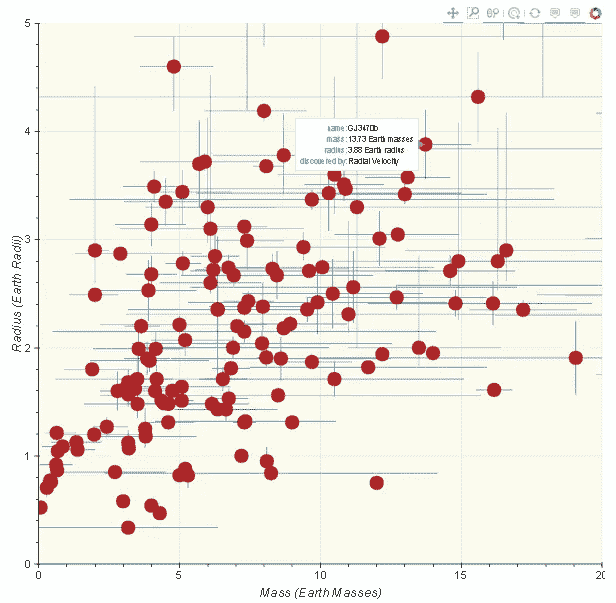 5
4
name: GJ3470b
mass: 13.73 Earth masses
radius: 3.88 Earth radius
discovered by: Radial Velocity
3
2
1
0
Radius (Earth Radii)
0 5 10 15 20
Mass (Earth Masses)